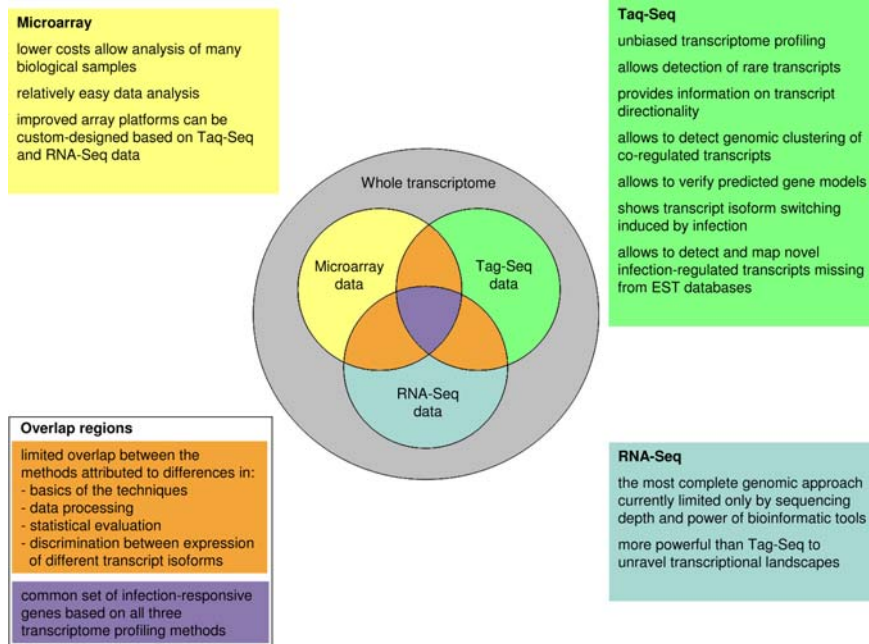 Microarray
lower costs allow analysis of many
biological samples
relatively easy data analysis
improved array platforms can be
custom-designed based on Taq-Seq
and RNA-Seq data
Taq-Seq
unbiased transcriptome profiling
allows detection of rare transcripts
provides information on transcript
directionality
allows to detect genomic clustering of
co-regulated transcripts
allows to verify predicted gene models
shows transcript isoform switching
induced by infection
allows to detect and map novel
infection-regulated transcripts missing
from EST databases
Whole transcriptome
Microarray
data
Tag-Seq
data
RNA-Seq
data
Overlap regions
limited overlap between the
methods attributed to differences in:
- basics of the techniques
- data processing
- statistical evaluation
- discrimination between expression
of different transcript isoforms
common set of infection-responsive
genes based on all three
transcriptome profiling methods
RNA-Seq
the most complete genomic approach
currently limited only by sequencing
depth and power of bioinformatic tools
more powerful than Tag-Seq to
unravel transcriptional landscapes